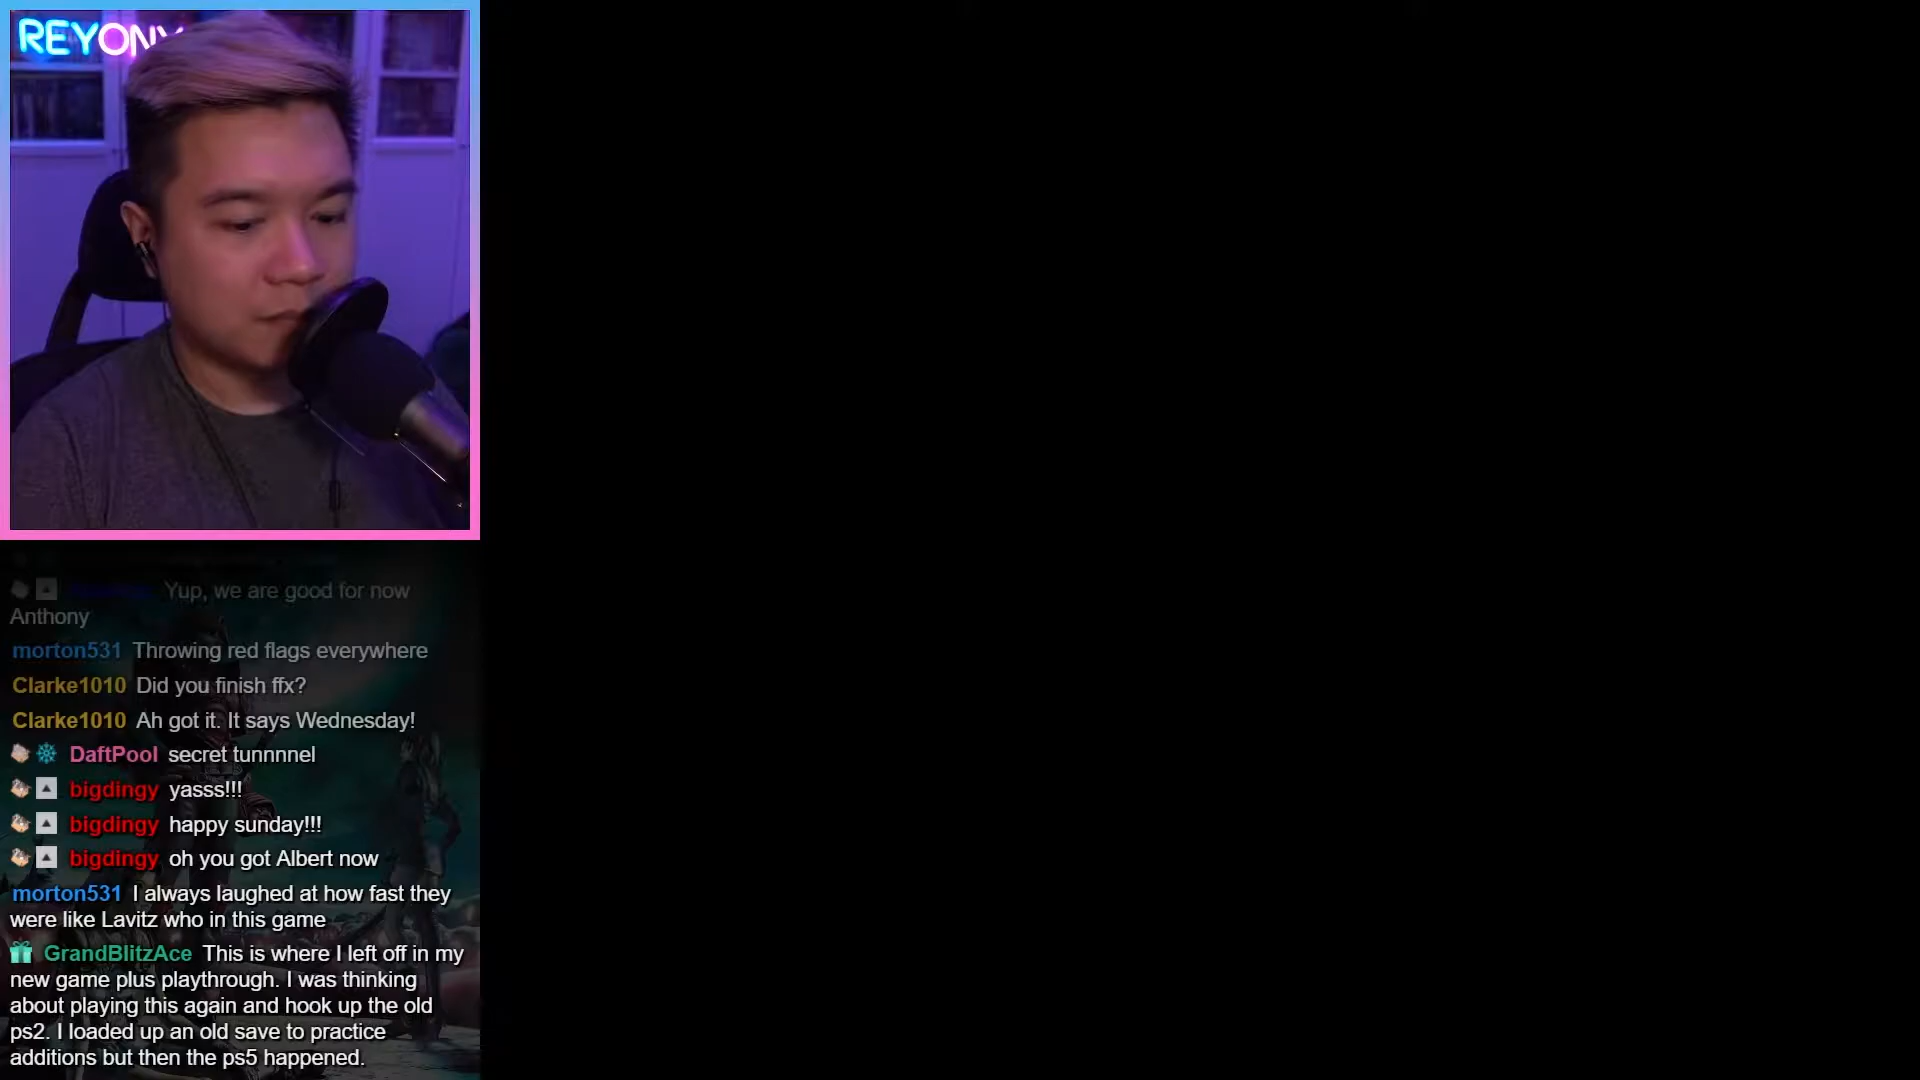 REYONY
Yup, we are good for now
Anthony
morton531 Throwing red flags everywhere
Clarke1010 Did you finish ffx?
Clarke1010 Ah got it. It says Wednesday!
DaftPool secret tunnnnel
bigdingy yasss!!!
bigdingy happy sunday!!!
bigdingy oh you got Albert now
morton531 I always laughed at how fast they
were like Lavitz who in this game
GrandBlitzAce This is where I left off in my
new game plus playthrough. I was thinking
about playing this again and hook up the old
ps2. I loaded up an old save to practice
additions but then the ps5 happened.